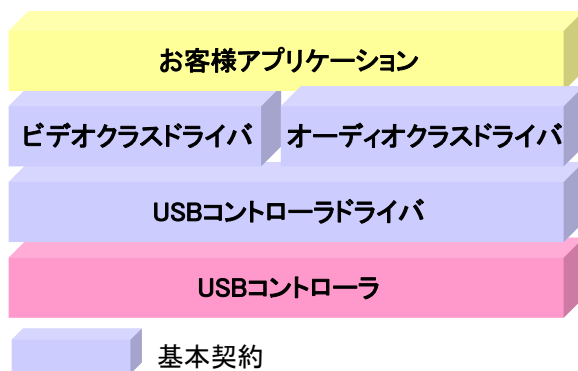 お客様アプリケーション
ビデオクラスドライバ オーディオクラスドライバ
USBコントローラドライバ
USBコントローラ
基本契約